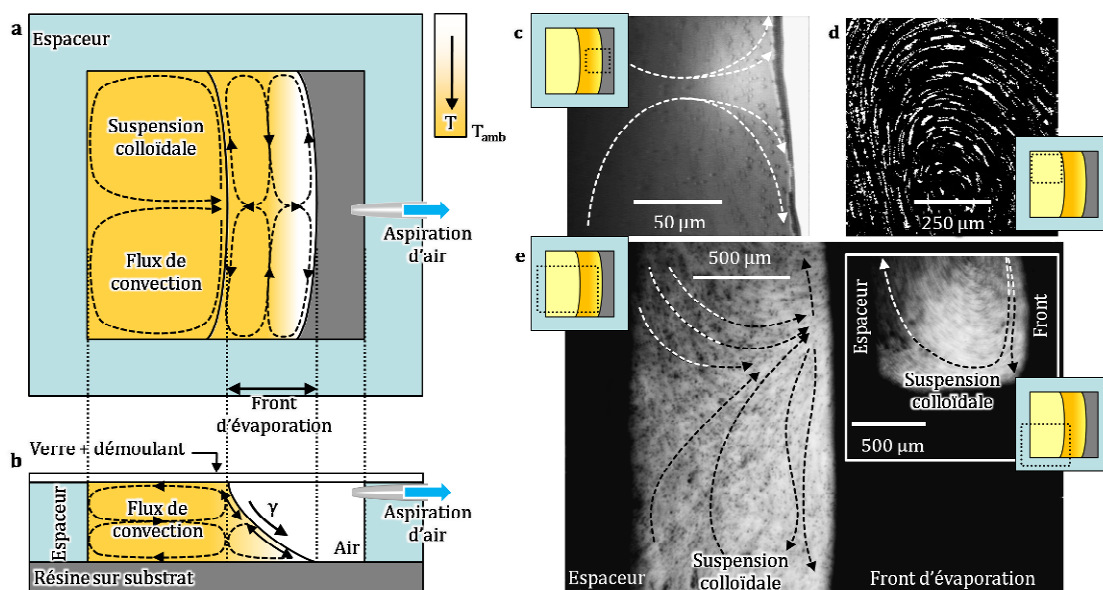 a
Espaceur
Suspension
colloïdale
Flux de
convection
T
Tamb
Aspiration
d'air
Front
d'évaporation
b
Verre + démoulant
Espaceur
Flux de
convection
γ
Air
Aspiration
d'air
Résine sur substrat
c
50 µm
d
250 µm
e
500 µm
Espaceur
Suspension
colloïdale
Front d'évaporation
Espaceur
Front
Suspension
colloïdale
500 µm